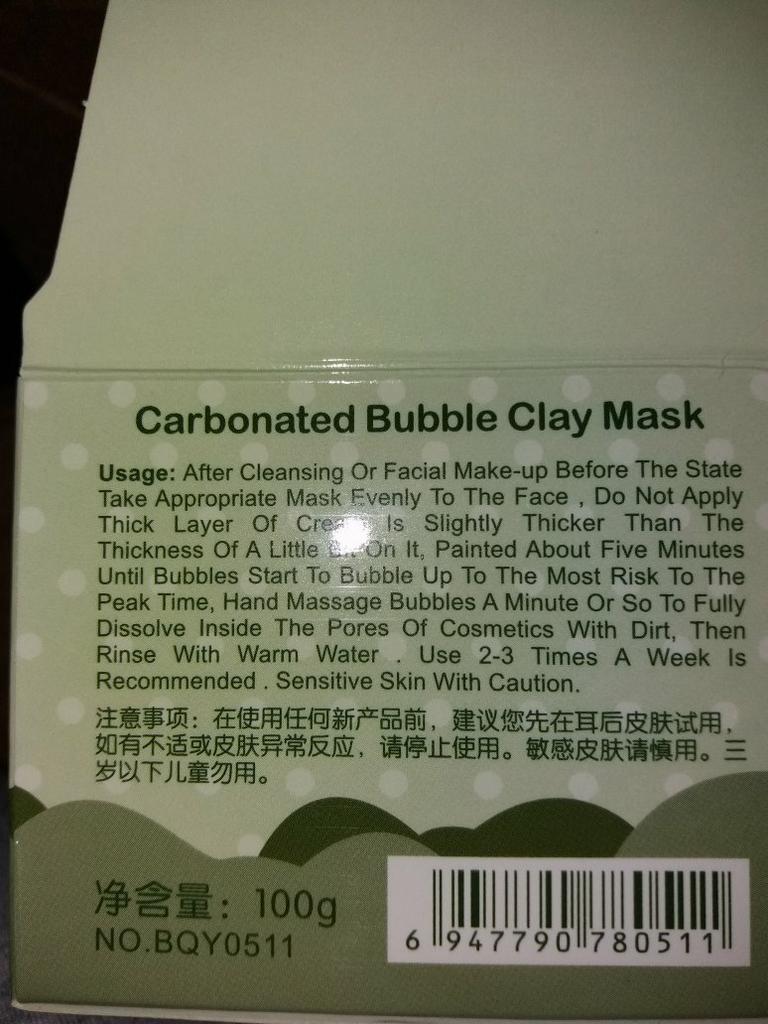 Carbonated Bubble Clay Mask
Usage: After Cleansing Or Facial Make-up Before The State
Take Appropriate Mask Evenly To The Face , Do Not Apply
Thick Layer Of Is Slightly Thicker Than The
Thickness Of A Little On It, Painted About Five Minutes
Until Bubbles Start To Bubble Up To The Most Risk To The
Peak Time, Hand Massage Bubbles A Minute Or So To Fully
Dissolve Inside The Pores Of Cosmetics With Dirt, Then
Rinse With Warm Water . Use 2-3 Times A Week Is
Recommended . Sensitive Skin With Caution.
注意事项：在使用任何新产品前，建议您先在耳后皮肤试用，
如有不适或皮肤异常反应，请停止使用。敏感皮肤请慎用。三
岁以下儿童勿用。
净含量：100g
NO.BQY0511
6 947790 780511